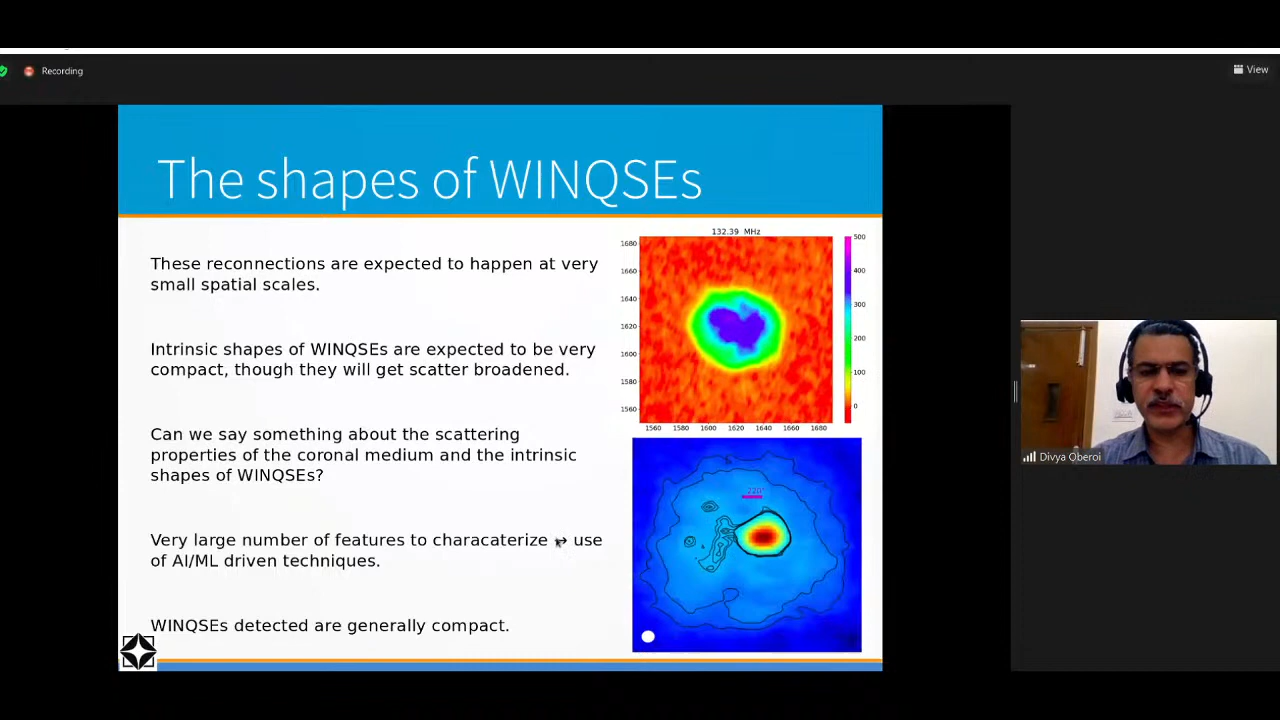 Recording
View
The shapes of WINQSEs
These reconnections are expected to happen at very
small spatial scales.
Intrinsic shapes of WINQSEs are expected to be very
compact, though they will get scatter broadened.
Can we say something about the scattering
properties of the coronal medium and the intrinsic
shapes of WINQSEs?
Very large number of features to characaterize ↔ use
of AI/ML driven techniques.
WINQSEs detected are generally compact.
132.39 MHz
1680
1660
1640
1620
1600
1580
1560
1560 1580 1600 1620 1640 1660 1680
500
400
300
200
100
0
220"
Divya Oberoi